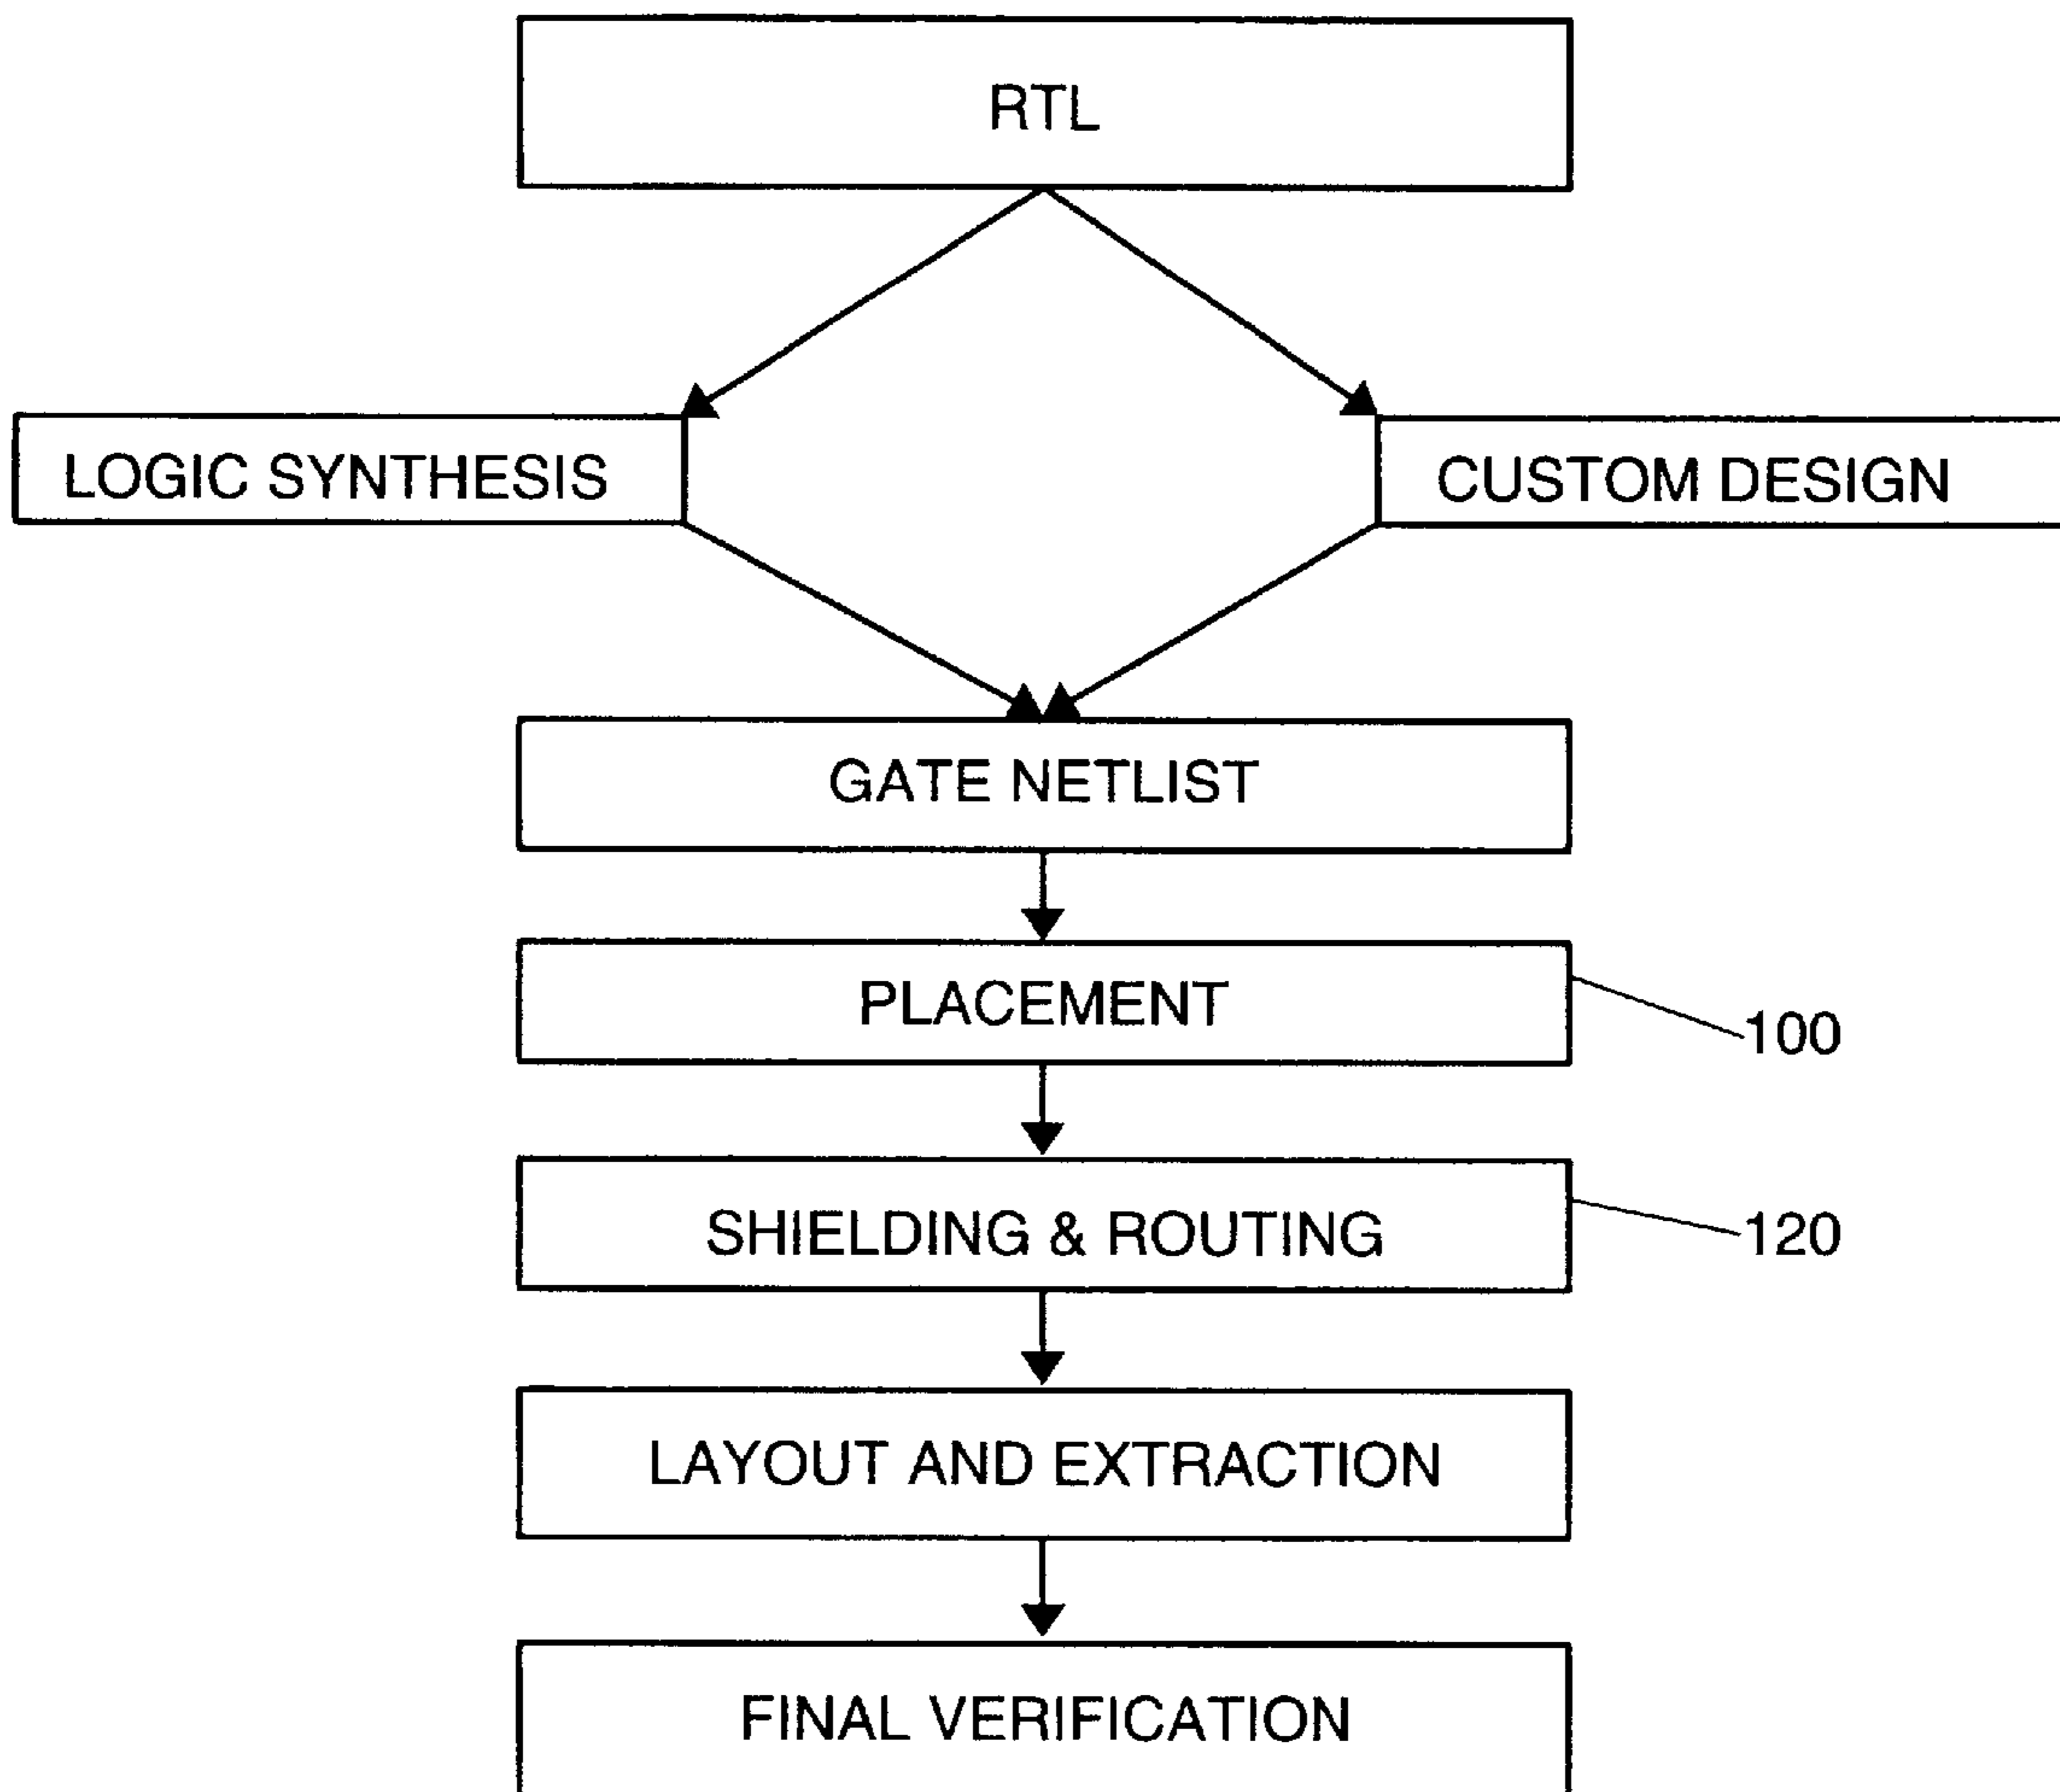 RTL
LOGIC SYNTHESIS
CUSTOM DESIGN
GATE NETLIST
PLACEMENT
100
SHIELDING & ROUTING
120
LAYOUT AND EXTRACTION
FINAL VERIFICATION